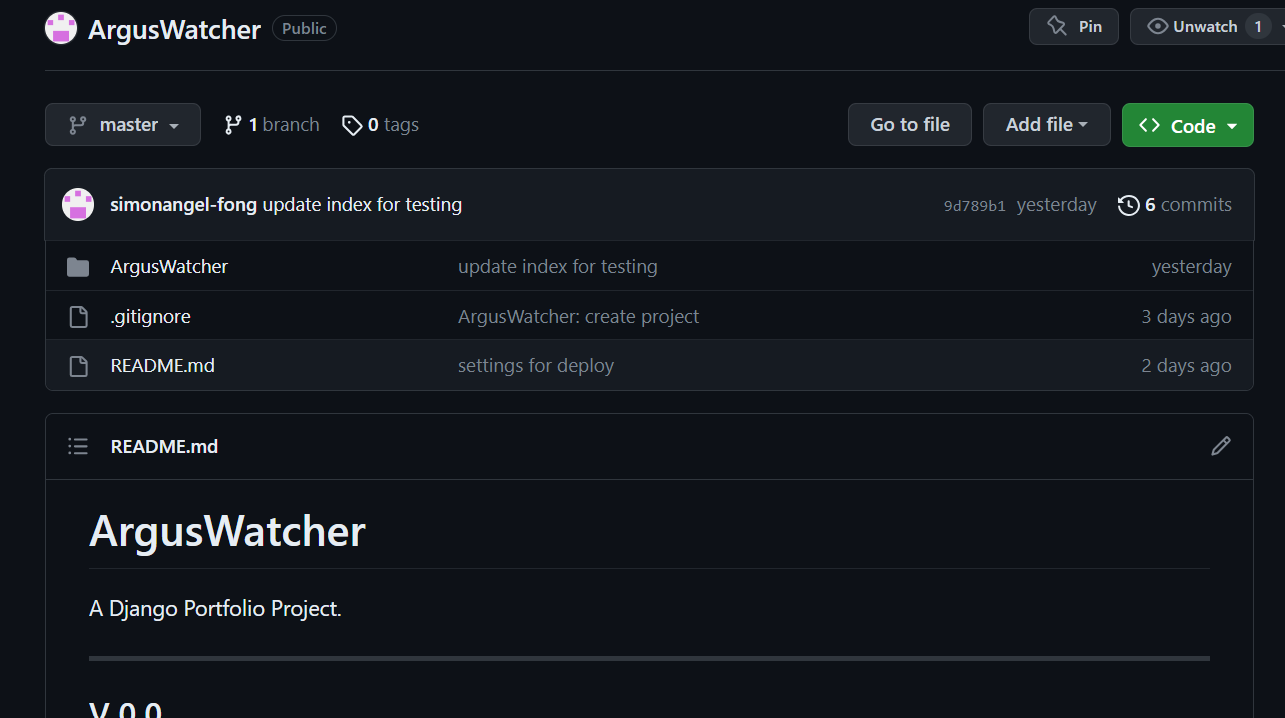 ArgusWatcher Public Pin Unwatch 1
master 1 branch 0 tags Go to file Add file Code
simonangel-fong update index for testing 9d789b1 yesterday 6 commits
ArgusWatcher update index for testing yesterday
.gitignore ArgusWatcher: create project 3 days ago
README.md settings for deploy 2 days ago
README.md
ArgusWatcher
A Django Portfolio Project.
V 0.0